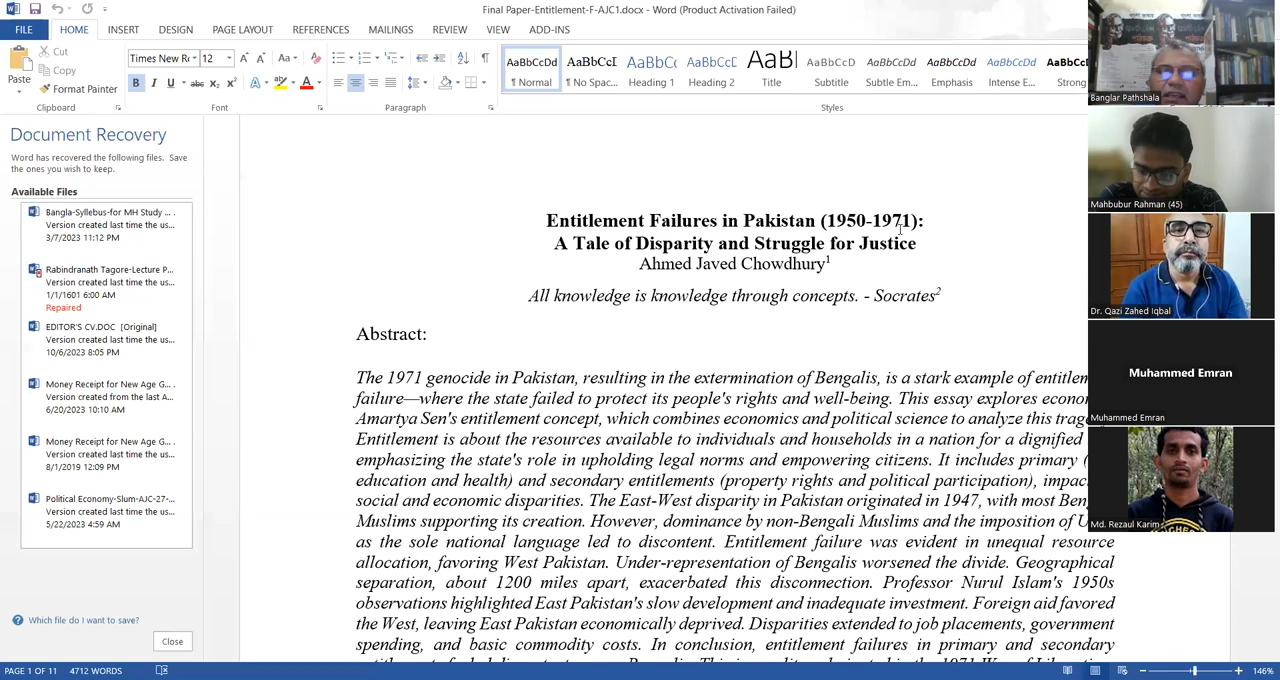 Final Paper-Entitlement-F-AJC1.docx - Word (Product Activation Failed)
FILE HOME INSERT DESIGN PAGE LAYOUT REFERENCES MAILINGS REVIEW VIEW ADD-INS
Paste
Cut
Copy
Format Painter
Clipboard
Times New Ro 12
Font
Paragraph
AaBbCcDd AaBbCcI AaBbC AaBbCcD AaB AaBbCcD AaBbCcDd AaBbCcDd AaBbCcDd AaBbCc
¶ Normal ¶ No Spac... Heading 1 Heading 2 Title Subtitle Subtle Em... Emphasis Intense E... Strong
Styles
Document Recovery
Word has recovered the following files. Save
the ones you wish to keep.
Available Files
Bangla-Syllabus-for MH Study ...
Version created last time the us...
3/7/2023 11:12 PM
Rabindranath Tagore-Lecture P...
Version created last time the us...
1/1/1601 6:00 AM
Repaired
EDITOR'S CV.DOC [Original]
Version created last time the us...
10/6/2023 8:05 PM
Money Receipt for New Age G...
Version created from the last A...
6/20/2023 10:10 AM
Money Receipt for New Age G...
Version created last time the us...
8/1/2019 12:09 PM
Political Economy-Slum-AJC-27-...
Version created last time the us...
5/22/2023 4:59 AM
Which file do I want to save?
Close
Entitlement Failures in Pakistan (1950-1971):
A Tale of Disparity and Struggle for Justice
Ahmed Javed Chowdhury1
All knowledge is knowledge through concepts. - Socrates2
Abstract:
The 1971 genocide in Pakistan, resulting in the extermination of Bengalis, is a stark example of entitlem
failure—where the state failed to protect its people's rights and well-being. This essay explores econo
Amartya Sen's entitlement concept, which combines economics and political science to analyze this trage
Entitlement is about the resources available to individuals and households in a nation for a dignified
emphasizing the state's role in upholding legal norms and empowering citizens. It includes primary (
education and health) and secondary entitlements (property rights and political participation), impac
social and economic disparities. The East-West disparity in Pakistan originated in 1947, with most Beng
Muslims supporting its creation. However, dominance by non-Bengali Muslims and the imposition of U
as the sole national language led to discontent. Entitlement failure was evident in unequal resource
allocation, favoring West Pakistan. Under-representation of Bengalis worsened the divide. Geographical
separation, about 1200 miles apart, exacerbated this disconnection. Professor Nurul Islam's 1950s
observations highlighted East Pakistan's slow development and inadequate investment. Foreign aid favored
the West, leaving East Pakistan economically deprived. Disparities extended to job placements, government
spending, and basic commodity costs. In conclusion, entitlement failures in primary and secondary
Banglar Pathshala
Mahbubur Rahman (45)
Dr. Qazi Zahed Iqbal
Muhammed Emran
Muhammed Emran
Md. Rezaul Karim
PAGE 1 OF 11 4712 WORDS
146%